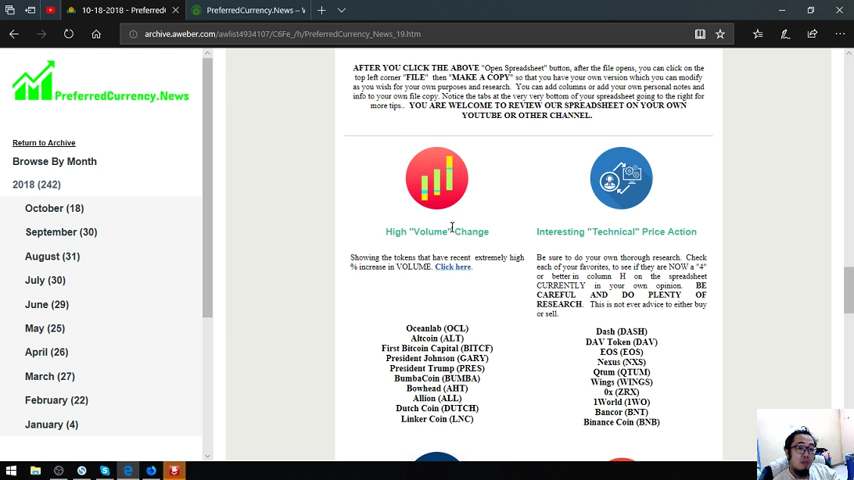 10-18-2018 - Preferred
PreferredCurrency.News –
archive.aweber.com/awlist4934107/C6Fe_/h/PreferredCurrency_News_19.htm
PreferredCurrency.News
Return to Archive
Browse By Month
2018 (242)
October (18)
September (30)
August (31)
July (30)
June (29)
May (25)
April (26)
March (27)
February (22)
January (4)
AFTER YOU CLICK THE ABOVE "Open Spreadsheet" button, after the file opens, you can click on
top left corner "FILE" then "MAKE A COPY" so that you have your own version which you can modify
as you wish for your own purposes and research. You can add columns or add your own personal notes and
info to your own file copy. Notice the tabs at the very very bottom of your spreadsheet going to the right for
more tips.. YOU ARE WELCOME TO REVIEW OUR SPREADSHEET ON YOUR OWN
YOUTUBE OR OTHER CHANNEL.
High "Volume" Change
Showing the tokens that have recent extremely high
% increase in VOLUME. Click here.
Oceanlab (OCL)
Altcoin (ALT)
First Bitcoin Capital (BITCF)
President Johnson (GARY)
President Trump (PRES)
BumbaCoin (BUMBA)
Bowhead (AHT)
Allion (ALL)
Dutch Coin (DUTCH)
Linker Coin (LNC)
Interesting "Technical" Price Action
Be sure to do your own thorough research. Check
each of your favorites, to see if they are NOW a "4"
or better in column H on the spreadsheet
CURRENTLY in your own opinion. BE
CAREFUL AND DO PLENTY OF
RESEARCH. This is not ever advice to either buy
or sell.
Dash (DASH)
DAV Token (DAV)
EOS (EOS)
Nexus (NXS)
Qtum (QTUM)
Wings (WINGS)
0x (ZRX)
1World (1WO)
Bancor (BNT)
Binance Coin (BNB)